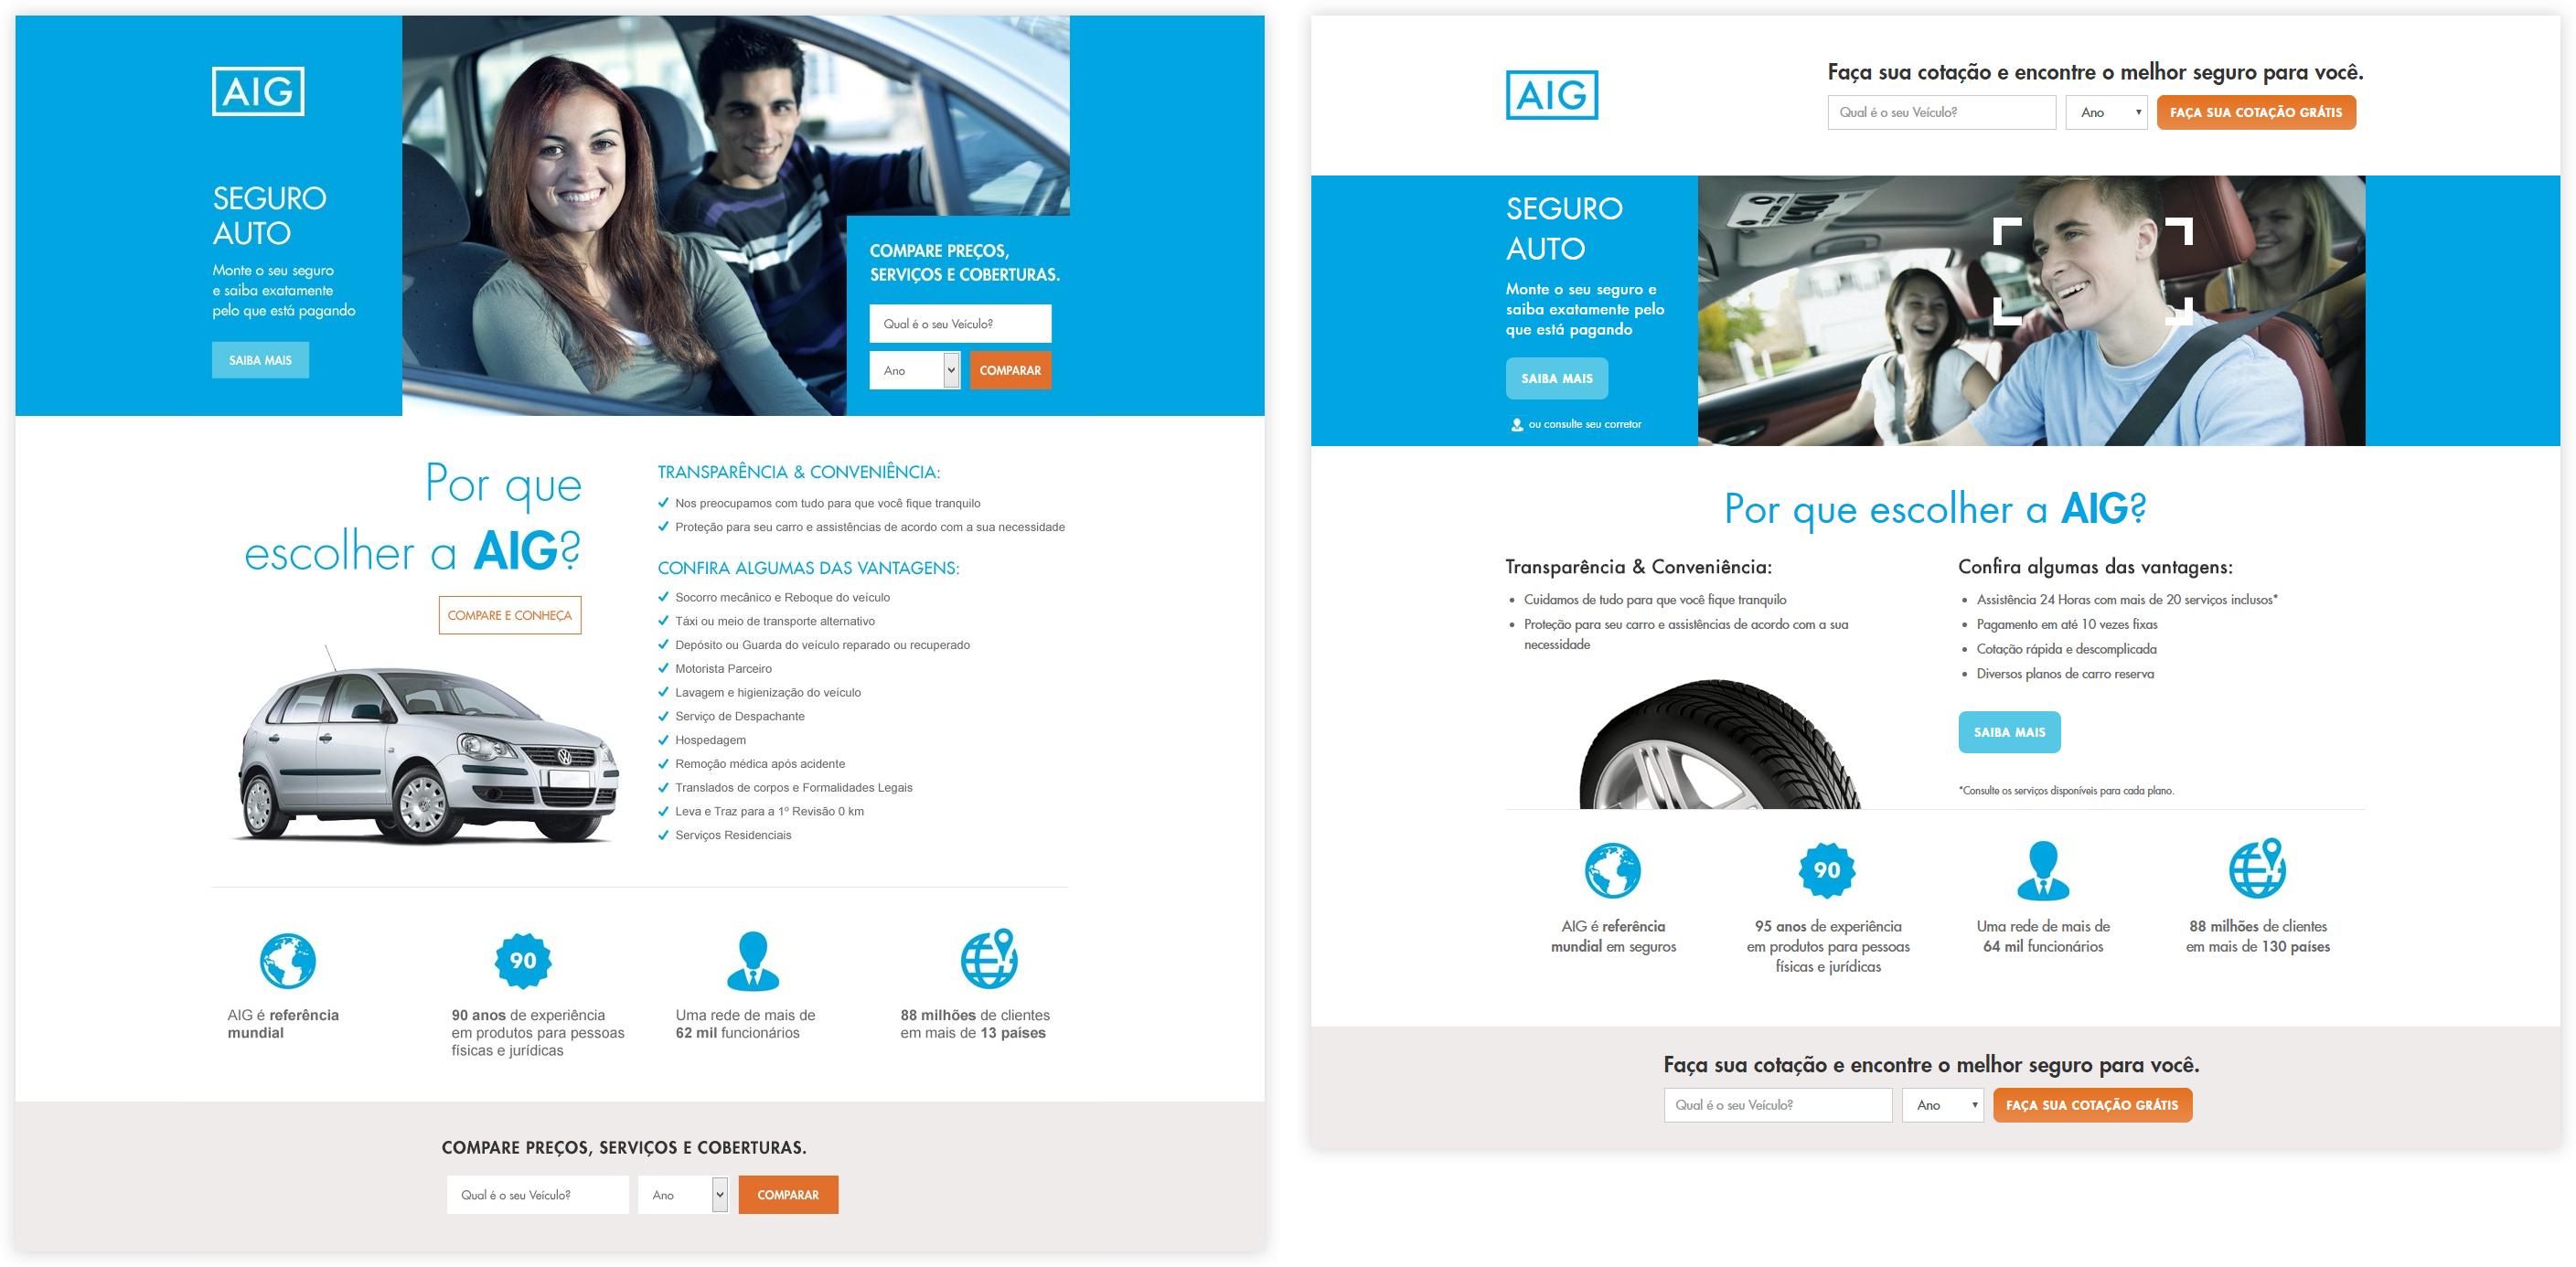 AIG
SEGURO
AUTO
Monte o seu seguro
e saiba exatamente
pelo que está pagando
SAIBA MAIS
COMPARE PREÇOS,
SERVIÇOS E COBERTURAS.
Qual é o seu Veículo?
Ano
COMPARAR
Por que
escolher a AIG?
COMPARE E CONHEÇA
TRANSPARÊNCIA & CONVENIÊNCIA:
Nos preocupamos com tudo para que você fique tranquilo
Proteção para seu carro e assistências de acordo com a sua necessidade
CONFIRA ALGUMAS DAS VANTAGENS:
Socorro mecânico e Reboque do veículo
Táxi ou meio de transporte alternativo
Depósito ou Guarda do veículo reparado ou recuperado
Motorista Parceiro
Lavagem e higienização do veículo
Serviço de Despachante
Hospedagem
Remoção médica após acidente
Translados de corpos e Formalidades Legais
Leva e Traz para a 1º Revisão 0 km
Serviços Residenciais
AIG é referência
mundial
90
90 anos de experiência
em produtos para pessoas
físicas e jurídicas
Uma rede de mais de
62 mil funcionários
88 milhões de clientes
em mais de 13 países
COMPARE PREÇOS, SERVIÇOS E COBERTURAS.
Qual é o seu Veículo?
Ano
COMPARAR
AIG
Faça sua cotação e encontre o melhor seguro para você.
Qual é o seu Veículo?
Ano
FAÇA SUA COTAÇÃO GRÁTIS
SEGURO
AUTO
Monte o seu seguro e
saiba exatamente pelo
que está pagando
SAIBA MAIS
ou consulte seu corretor
Por que escolher a AIG?
Transparência & Conveniência:
• Cuidamos de tudo para que você fique tranquilo
• Proteção para seu carro e assistências de acordo com a sua
necessidade
Confira algumas das vantagens:
• Assistência 24 Horas com mais de 20 serviços inclusos*
• Pagamento em até 10 vezes fixas
• Cotação rápida e descomplicada
• Diversos planos de carro reserva
SAIBA MAIS
*Consulte os serviços disponíveis para cada plano.
AIG é referência
mundial em seguros
90
95 anos de experiência
em produtos para pessoas
físicas e jurídicas
Uma rede de mais de
64 mil funcionários
88 milhões de clientes
em mais de 130 países
Faça sua cotação e encontre o melhor seguro para você.
Qual é o seu Veículo?
Ano
FAÇA SUA COTAÇÃO GRÁTIS